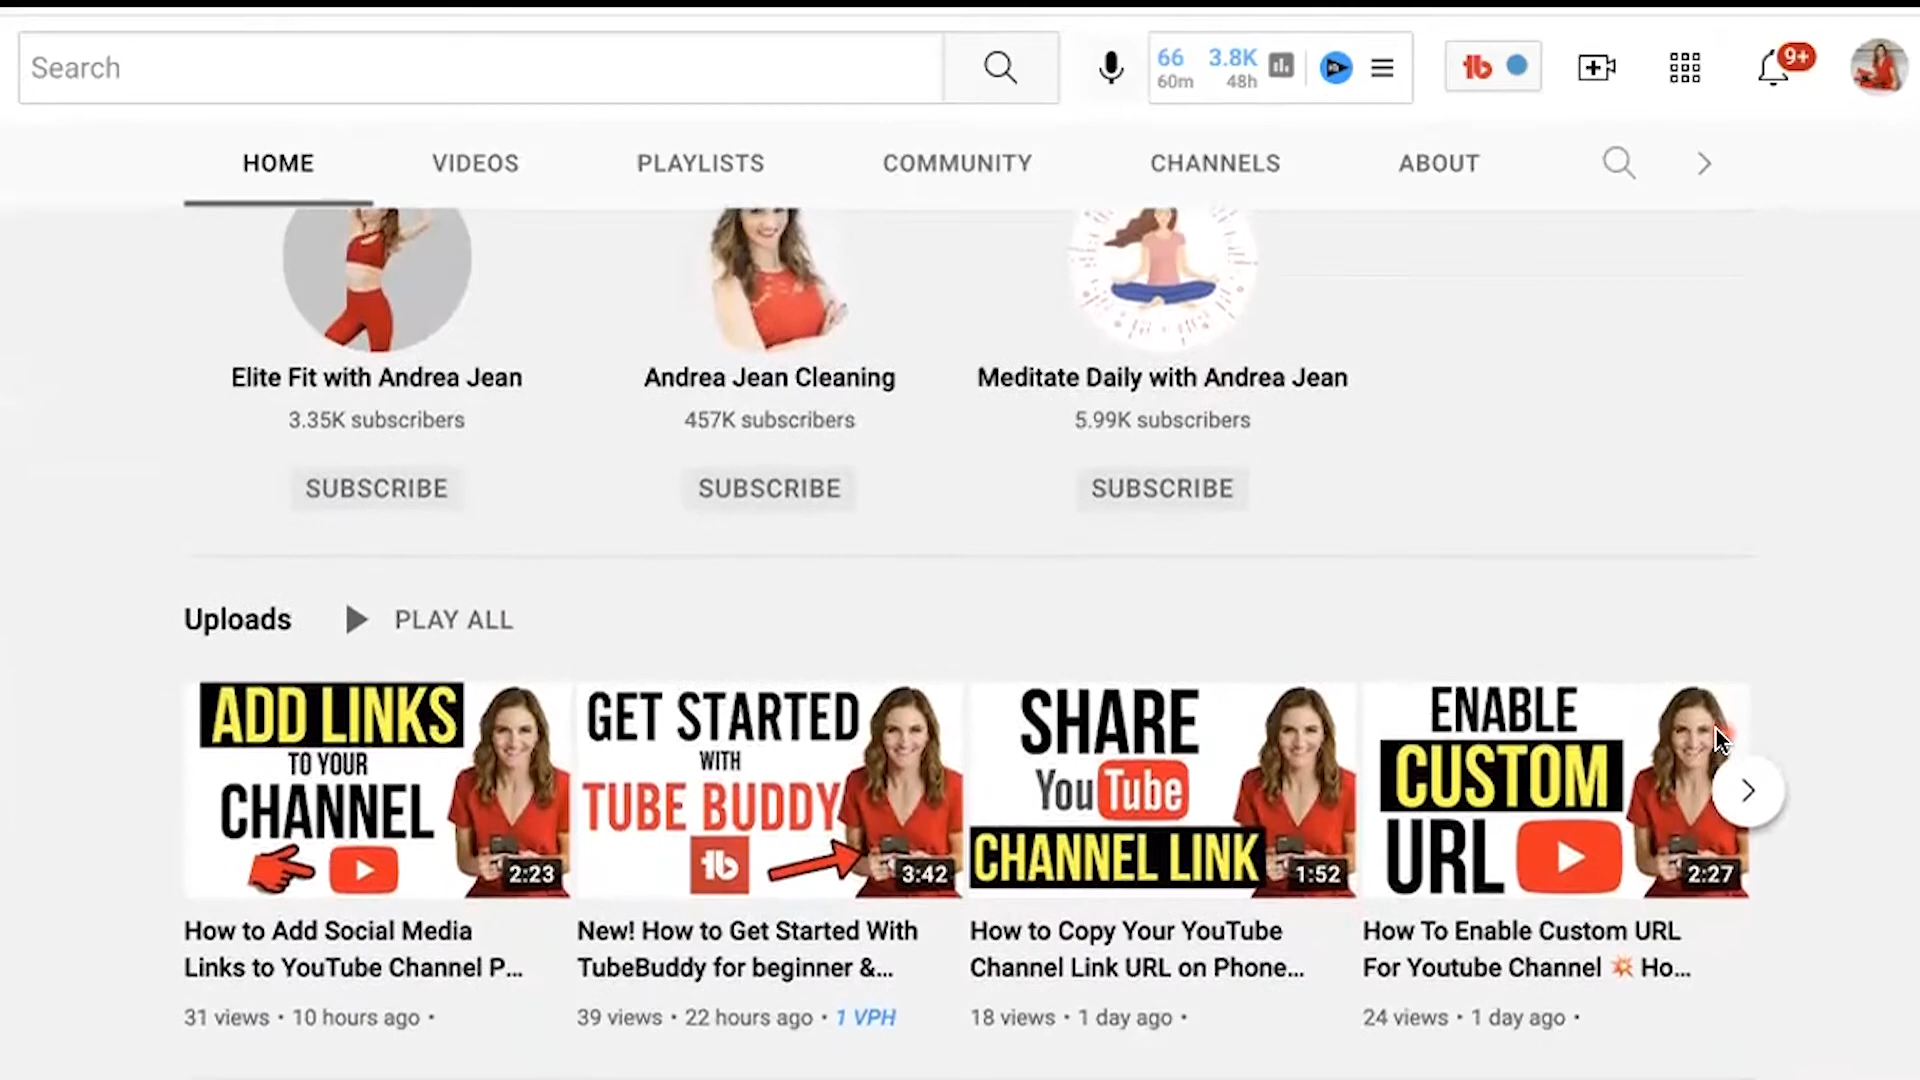 Search
66 3.8K
60m 48h
9+
HOME VIDEOS PLAYLISTS COMMUNITY CHANNELS ABOUT
Elite Fit with Andrea Jean
3.35K subscribers
SUBSCRIBE
Andrea Jean Cleaning
457K subscribers
SUBSCRIBE
Meditate Daily with Andrea Jean
5.99K subscribers
SUBSCRIBE
Uploads PLAY ALL
ADD LINKS
TO YOUR
CHANNEL
2:23
How to Add Social Media
Links to YouTube Channel P...
31 views • 10 hours ago •
GET STARTED
WITH
TUBE BUDDY
tb
3:42
New! How to Get Started With
TubeBuddy for beginner &...
39 views • 22 hours ago • 1 VPH
SHARE
YouTube
CHANNEL LINK
1:52
How to Copy Your YouTube
Channel Link URL on Phone...
18 views • 1 day ago •
ENABLE
CUSTOM
URL
2:27
How To Enable Custom URL
For Youtube Channel 💥 Ho...
24 views • 1 day ago •